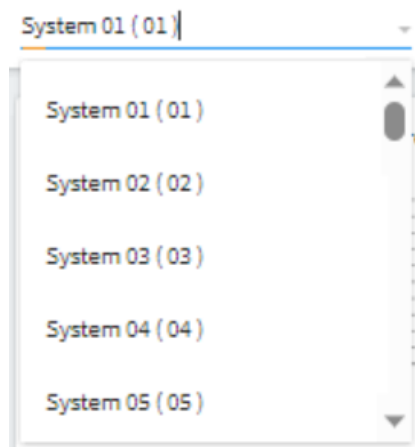 System 01 ( 01 )
System 01 ( 01 )
System 02 ( 02 )
System 03 ( 03 )
System 04 ( 04 )
System 05 ( 05 )